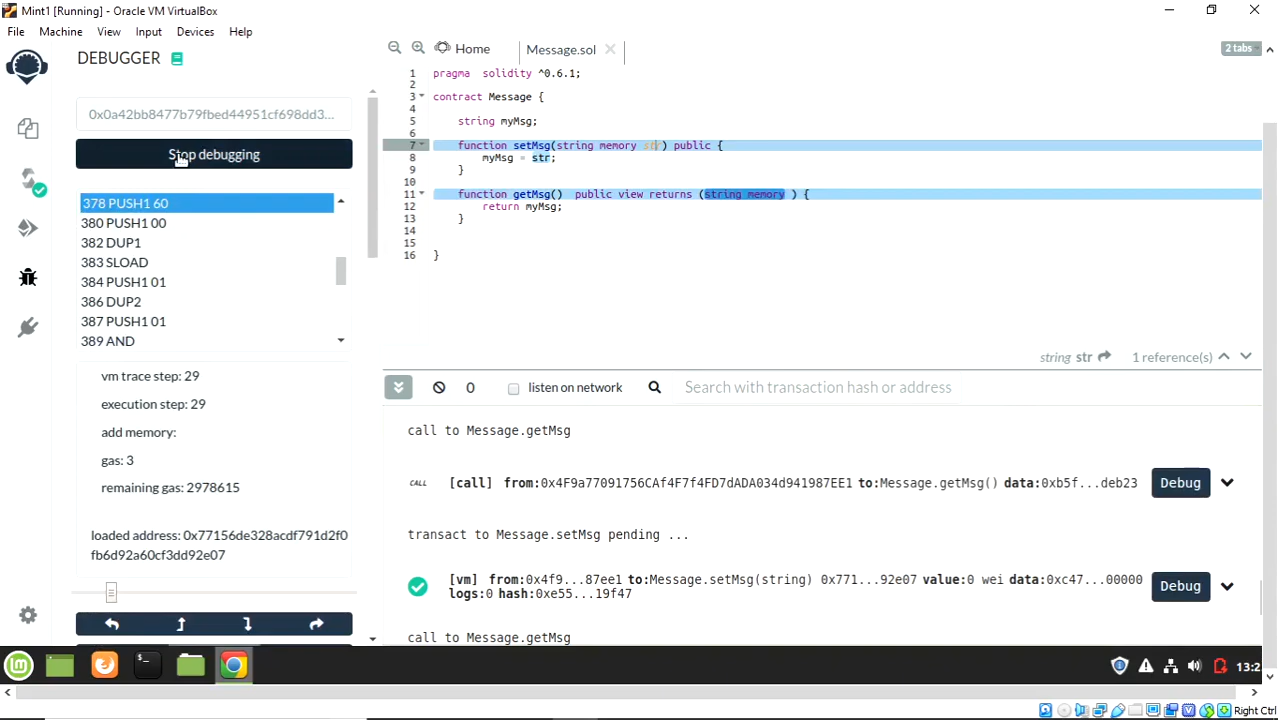 Mint1 [Running] - Oracle VM VirtualBox
File Machine View Input Devices Help
DEBUGGER
0x0a42bb8477b79fbed44951cf698dd3...
Stop debugging
378 PUSH1 60
380 PUSH1 00
382 DUP1
383 SLOAD
384 PUSH1 01
386 DUP2
387 PUSH1 01
389 AND
vm trace step: 29
execution step: 29
add memory:
gas: 3
remaining gas: 2978615
loaded address: 0x77156de328acdf791d2f0
fb6d92a60cf3dd92e07
Home
Message.sol
2 tabs
1 pragma solidity ^0.6.1;
2
3 contract Message {
4
5 string myMsg;
6
7 function setMsg(string memory str) public {
8 myMsg = str;
9 }
10
11 function getMsg() public view returns (string memory ) {
12 return myMsg;
13 }
14
15
16 }
string str 1 reference(s)
0 listen on network Search with transaction hash or address
call to Message.getMsg
CALL [call] from:0x4F9a77091756CAf4F7f4FD7dADA034d941987EE1 to:Message.getMsg() data:0xb5f...deb23 Debug
transact to Message.setMsg pending ...
[vm] from:0x4f9...87ee1 to:Message.setMsg(string) 0x771...92e07 value:0 wei data:0xc47...00000 Debug
logs:0 hash:0xe55...19f47
call to Message.getMsg
13:2
Right Ctrl